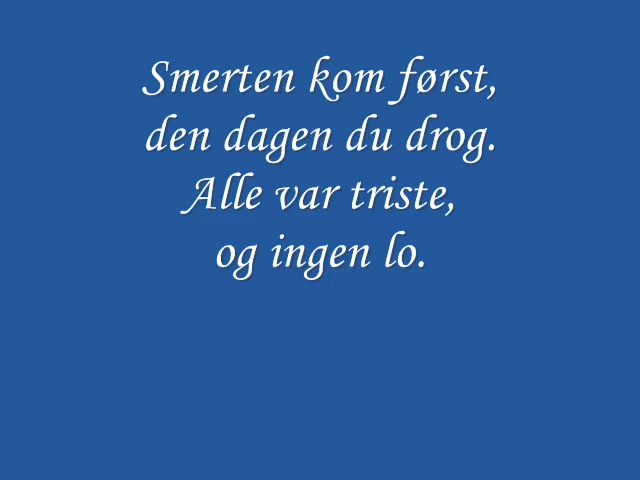 Smerten kom først,
den dagen du drog.
Alle var triste,
og ingen lo.